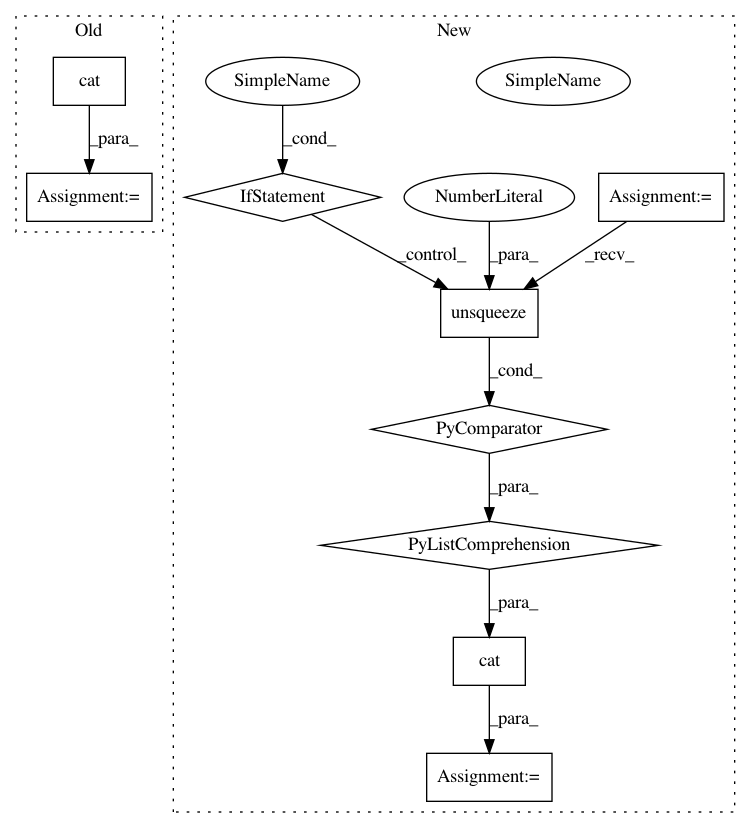 Old
New
cat
SimpleName
SimpleName
_para_
_cond_
Assignment:=
IfStatement
NumberLiteral
Assignment:=
_control_
_para_
_recv_
unsqueeze
_cond_
PyComparator
_para_
PyListComprehension
_para_
cat
_para_
Assignment:=